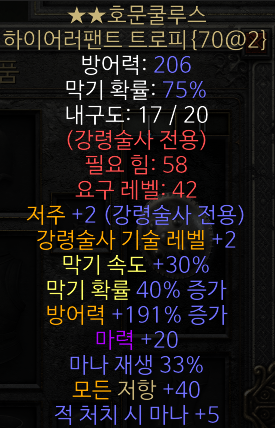 ★★호문쿨루스
하이어러팬트 트로피{70@2}
방어력: 206
막기 확률: 75%
내구도: 17 / 20
(강령술사 전용)
필요 힘: 58
요구 레벨: 42
저주 +2 (강령술사 전용)
강령술사 기술 레벨 +2
막기 속도 +30%
막기 확률 40% 증가
방어력 +191% 증가
마력 +20
마나 재생 33%
모든 저항 +40
적 처치 시 마나 +5